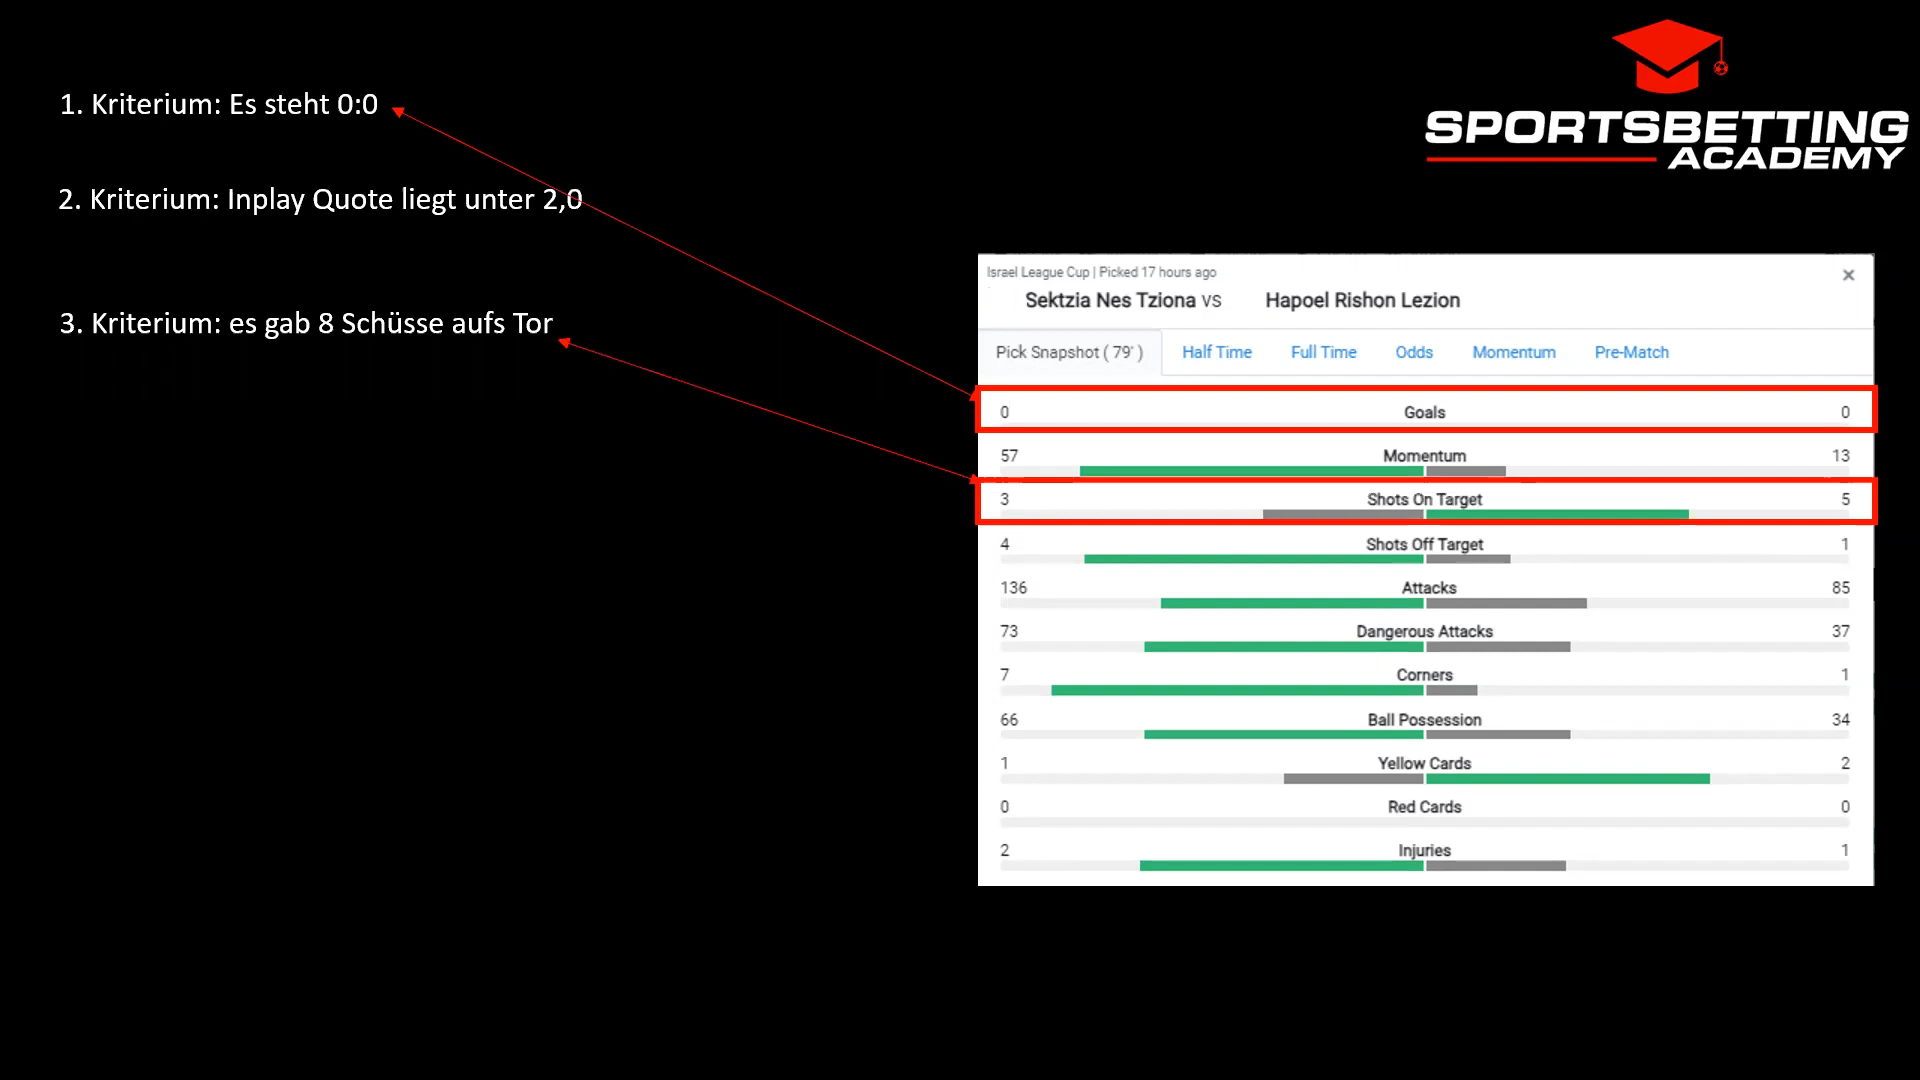 1. Kriterium: Es steht 0:0
2. Kriterium: Inplay Quote liegt unter 2,0
3. Kriterium: es gab 8 Schüsse aufs Tor
SPORTSBETTING
ACADEMY
Israel League Cup | Picked 17 hours ago ×
Sektzia Nes Tziona VS Hapoel Rishon Lezion
Pick Snapshot ( 79' ) Half Time Full Time Odds Momentum Pre-Match
0 Goals 0
57 Momentum 13
3 Shots On Target 5
4 Shots Off Target 1
136 Attacks 85
73 Dangerous Attacks 37
7 Corners 1
66 Ball Possession 34
1 Yellow Cards 2
0 Red Cards 0
2 Injuries 1